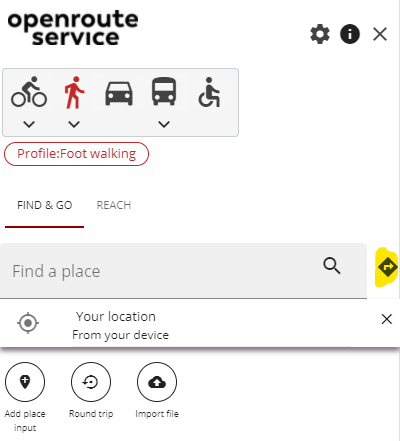 openroute
service
Profile:Foot walking
FIND & GO
REACH
Find a place
Your location
From your device
Add place
input
Round trip
Import file